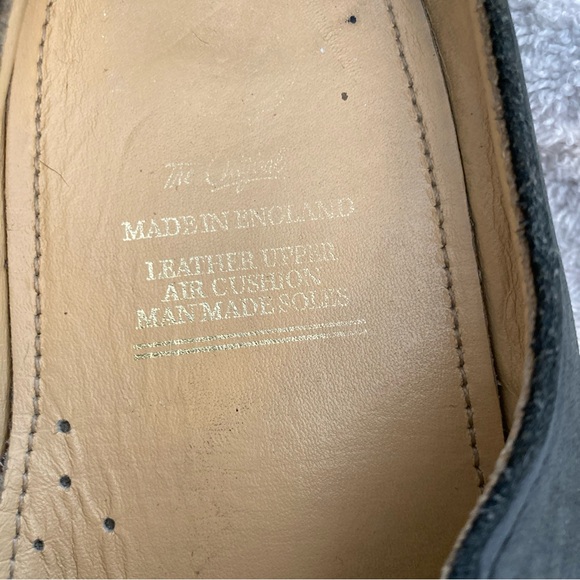 The Original
MADE IN ENGLAND
LEATHER UPPER
AIR CUSHION
MAN MADE SOLES